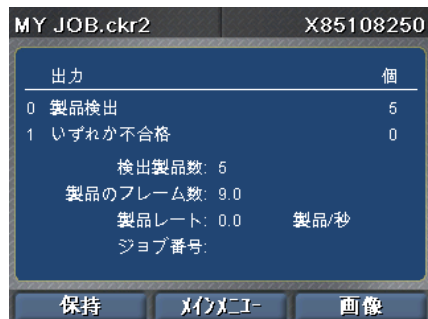 MY JOB.ckr2 X85108250
出力 個
0 製品検出 5
1 いずれか不合格 0
検出製品数: 5
製品のフレーム数: 9.0
製品レート: 0.0 製品/秒
ジョブ番号:
保持 メインメニュー 画像